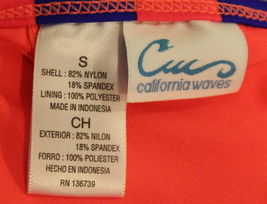 S
SHELL : 82% NYLON
18% SPANDEX
LINING : 100% POLYESTER
MADE IN INDONESIA
CH
EXTERIOR : 82% NILON
18% SPANDEX
FORRO : 100% POLIESTER
HECHO EN INDONESIA
RN 136739
california waves